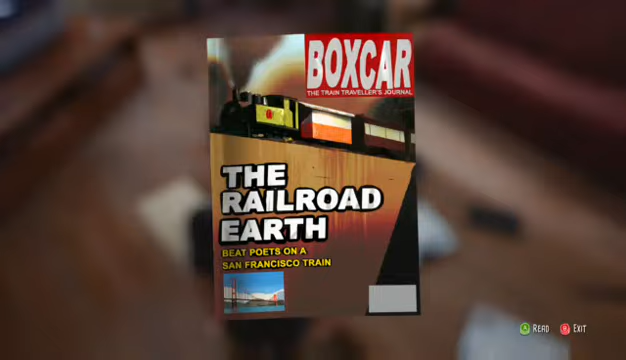 BOXCAR
THE TRAIN TRAVELLER'S JOURNAL
THE
RAILROAD
EARTH
BEAT POETS ON A
SAN FRANCISCO TRAIN
A READ B EXIT